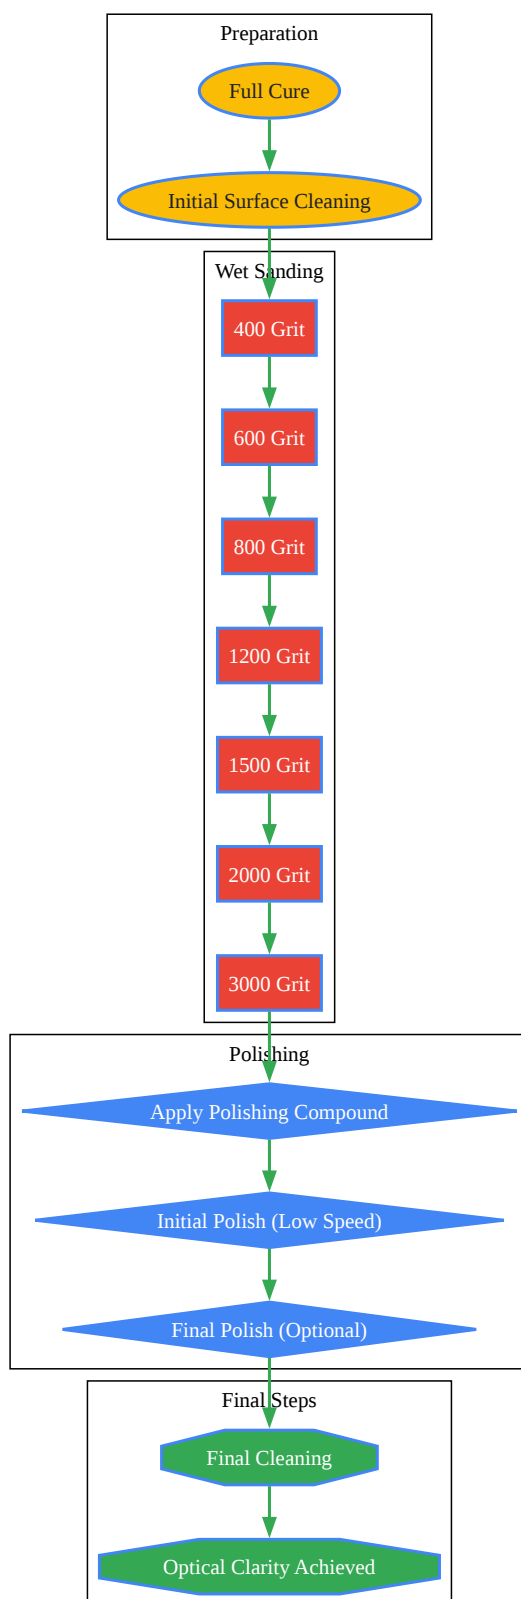 Preparation
Full Cure
Initial Surface Cleaning
Wet Sanding
400 Grit
600 Grit
800 Grit
1200 Grit
1500 Grit
2000 Grit
3000 Grit
Polishing
Apply Polishing Compound
Initial Polish (Low Speed)
Final Polish (Optional)
Final Steps
Final Cleaning
Optical Clarity Achieved